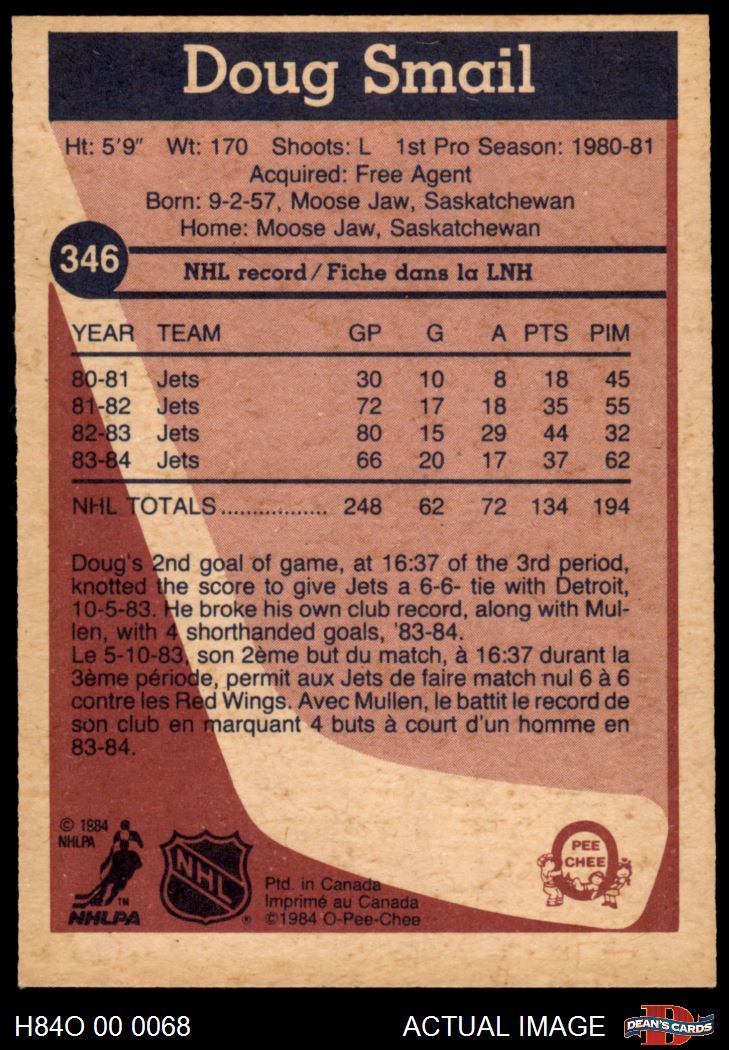 Doug Smail
Ht: 5'9" Wt: 170 Shoots: L 1st Pro Season: 1980-81
Acquired: Free Agent
Born: 9-2-57, Moose Jaw, Saskatchewan
Home: Moose Jaw, Saskatchewan
346
NHL record / Fiche dans la LNH
YEAR TEAM GP G A PTS PIM
80-81 Jets 30 10 8 18 45
81-82 Jets 72 17 18 35 55
82-83 Jets 80 15 29 44 32
83-84 Jets 66 20 17 37 62
NHL TOTALS ................. 248 62 72 134 194
Doug's 2nd goal of game, at 16:37 of the 3rd period,
knotted the score to give Jets a 6-6- tie with Detroit,
10-5-83. He broke his own club record, along with Mul-
len, with 4 shorthanded goals, '83-84.
Le 5-10-83, son 2ème but du match, à 16:37 durant la
3ème période, permit aux Jets de faire match nul 6 à 6
contre les Red Wings. Avec Mullen, le battit le record de
son club en marquant 4 buts à court d'un homme en
83-84.
© 1984
NHLPA
TM
NHLPA
NHL
®
Ptd. in Canada
Imprimé au Canada
©1984 O-Pee-Chee
PEE
CHEE
H84O 00 0068 ACTUAL IMAGE
D
DEAN'S CARDS